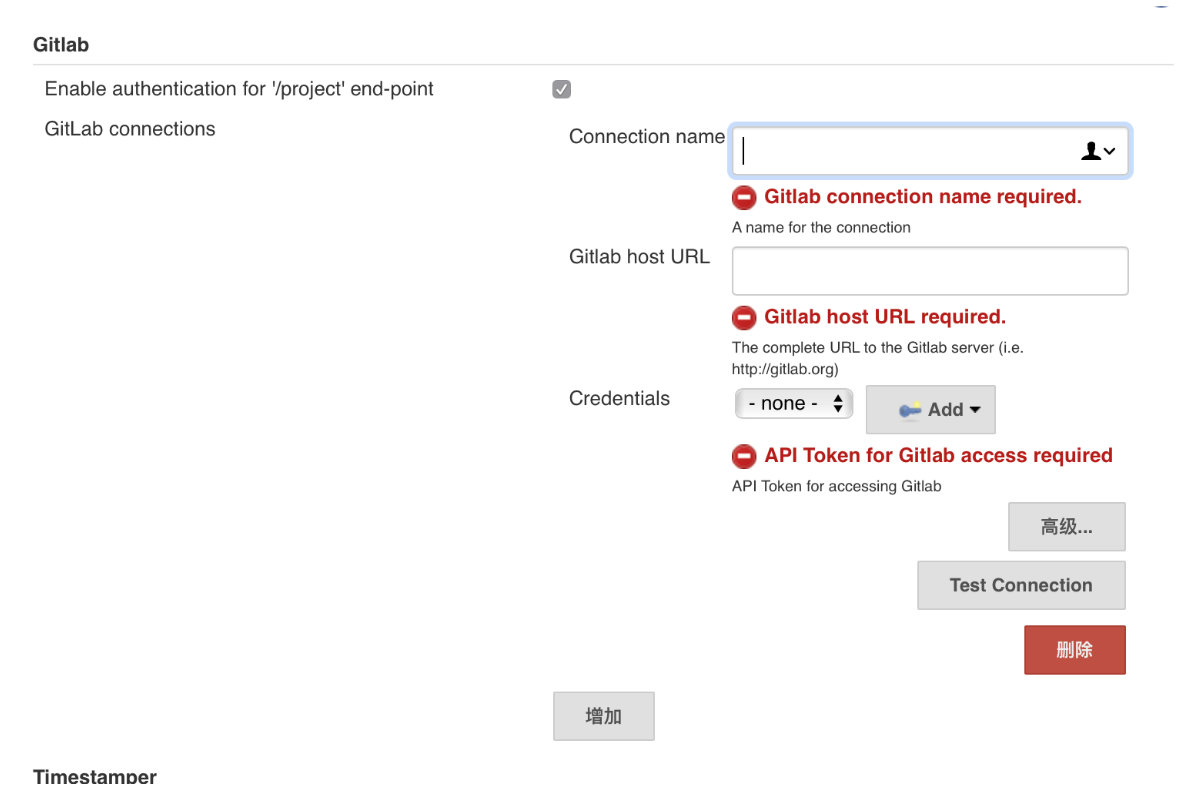 Gitlab
Enable authentication for '/project' end-point
GitLab connections
Connection name
Gitlab connection name required.
A name for the connection
Gitlab host URL
Gitlab host URL required.
The complete URL to the Gitlab server (i.e.
http://gitlab.org)
Credentials
- none -
Add
API Token for Gitlab access required
API Token for accessing Gitlab
高级...
Test Connection
删除
增加
Timestamper